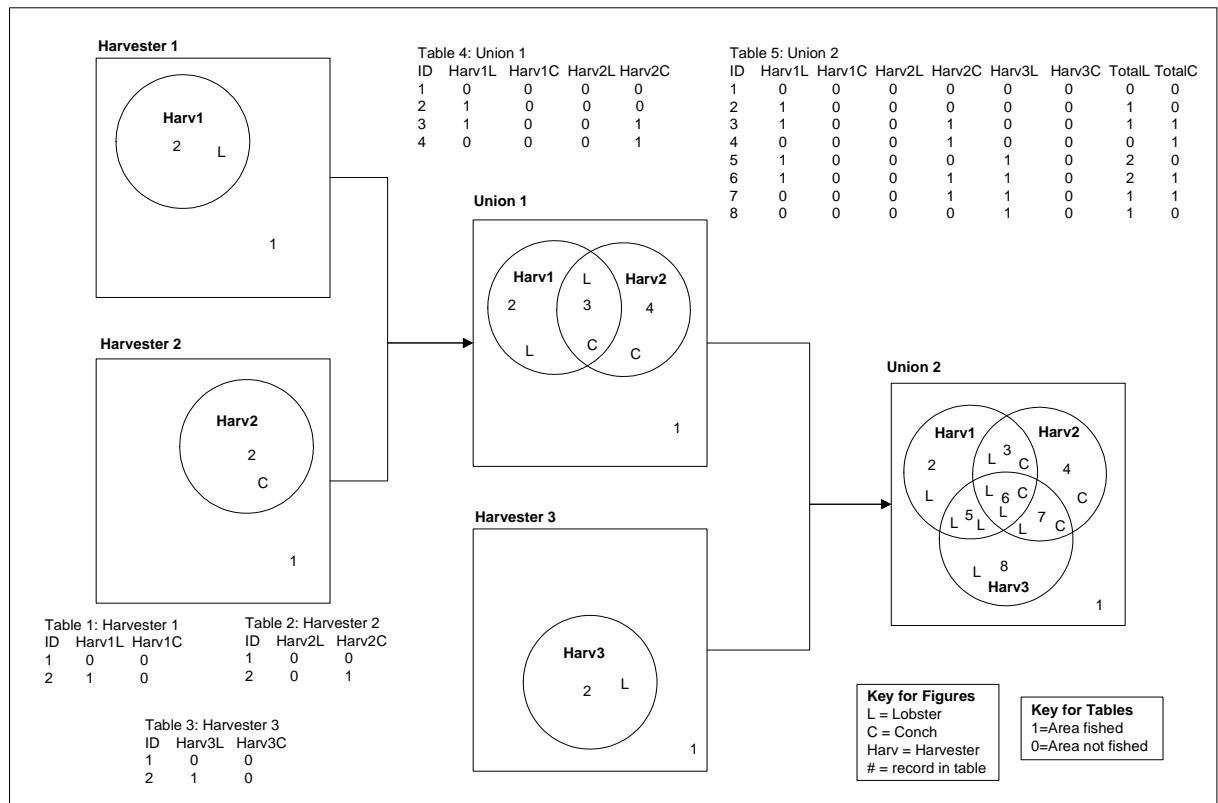 Harvester 1
Harv1
2
L
1
Harvester 2
Harv2
2
C
1
Table 1: Harvester 1
ID Harv1L Harv1C
1 0 0
2 1 0
Table 2: Harvester 2
ID Harv2L Harv2C
1 0 0
2 0 1
Table 3: Harvester 3
ID Harv3L Harv3C
1 0 0
2 1 0
Table 4: Union 1
ID Harv1L Harv1C Harv2L Harv2C
1 0 0 0 0
2 1 0 0 0
3 1 0 0 1
4 0 0 0 1
Union 1
Harv1 L Harv2
2 3 4
L C C
1
Harvester 3
Harv3
2 L
1
Table 5: Union 2
ID Harv1L Harv1C Harv2L Harv2C Harv3L Harv3C TotalL TotalC
1 0 0 0 0 0 0 0 0
2 1 0 0 0 0 0 1 0
3 1 0 0 1 0 0 1 1
4 0 0 0 1 0 0 0 1
5 1 0 0 0 1 0 2 0
6 1 0 0 1 1 0 2 1
7 0 0 0 1 1 0 1 1
8 0 0 0 0 1 0 1 0
Union 2
Harv1 Harv2
2 L 3 C 4
L L 6 C C
L 5 L L L 7 C
L 8
Harv3
1
Key for Figures
L = Lobster
C = Conch
Harv = Harvester
# = record in table
Key for Tables
1=Area fished
0=Area not fished